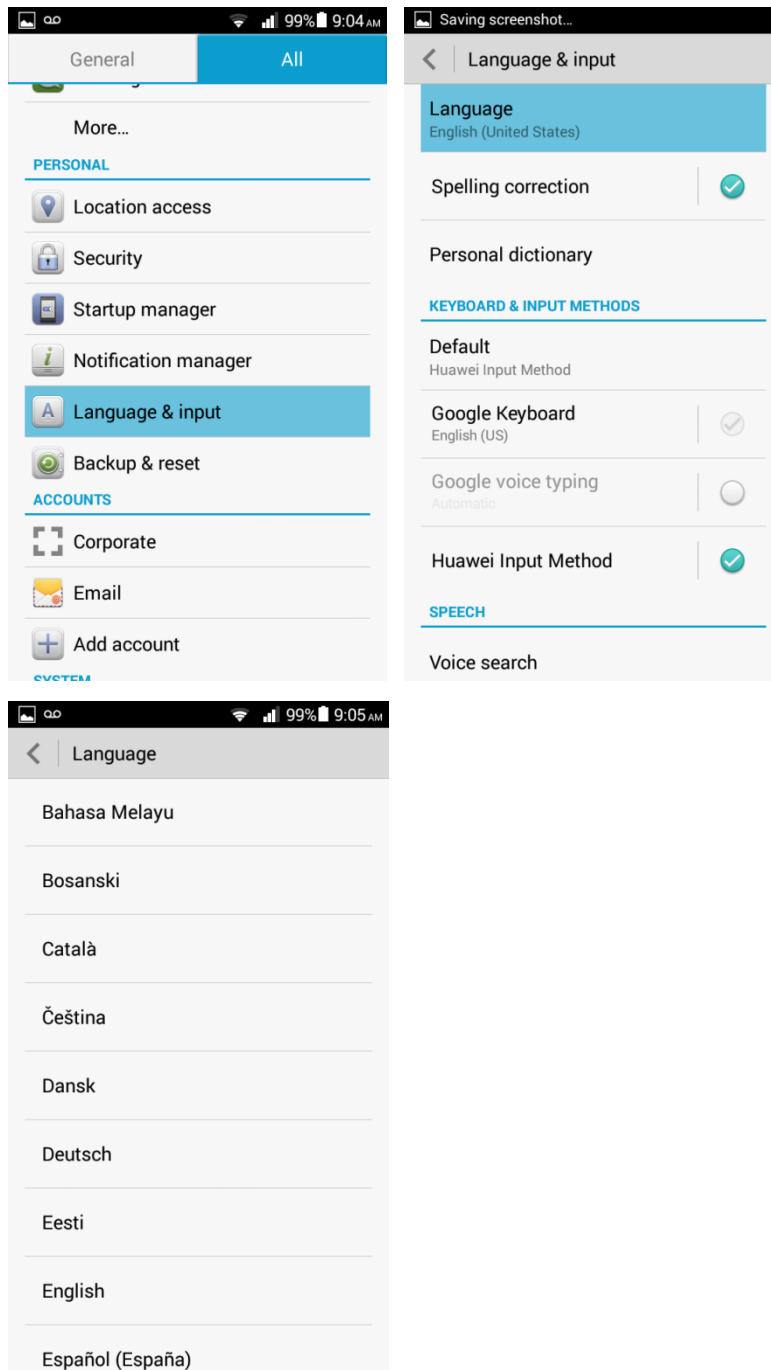 99% 9:04 AM
General
All
More...
PERSONAL
Location access
Security
Startup manager
Notification manager
A Language & input
Backup & reset
ACCOUNTS
Corporate
Email
Add account
SYSTEM
Saving screenshot...
Language & input
Language
English (United States)
Spelling correction
Personal dictionary
KEYBOARD & INPUT METHODS
Default
Huawei Input Method
Google Keyboard
English (US)
Google voice typing
Automatic
Huawei Input Method
SPEECH
Voice search
99% 9:05 AM
Language
Bahasa Melayu
Bosanski
Català
Čeština
Dansk
Deutsch
Eesti
English
Español (España)